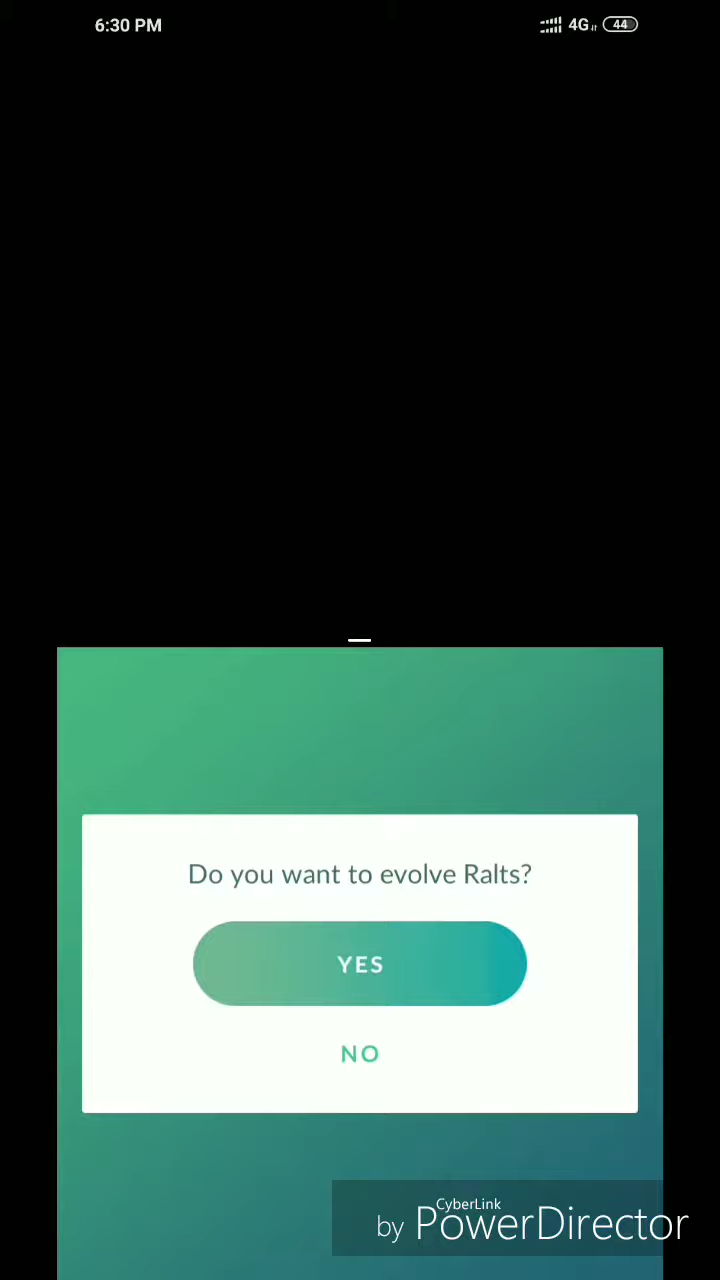 6:30 PM 4G 44
Do you want to evolve Ralts?
YES
NO
CyberLink
by PowerDirector